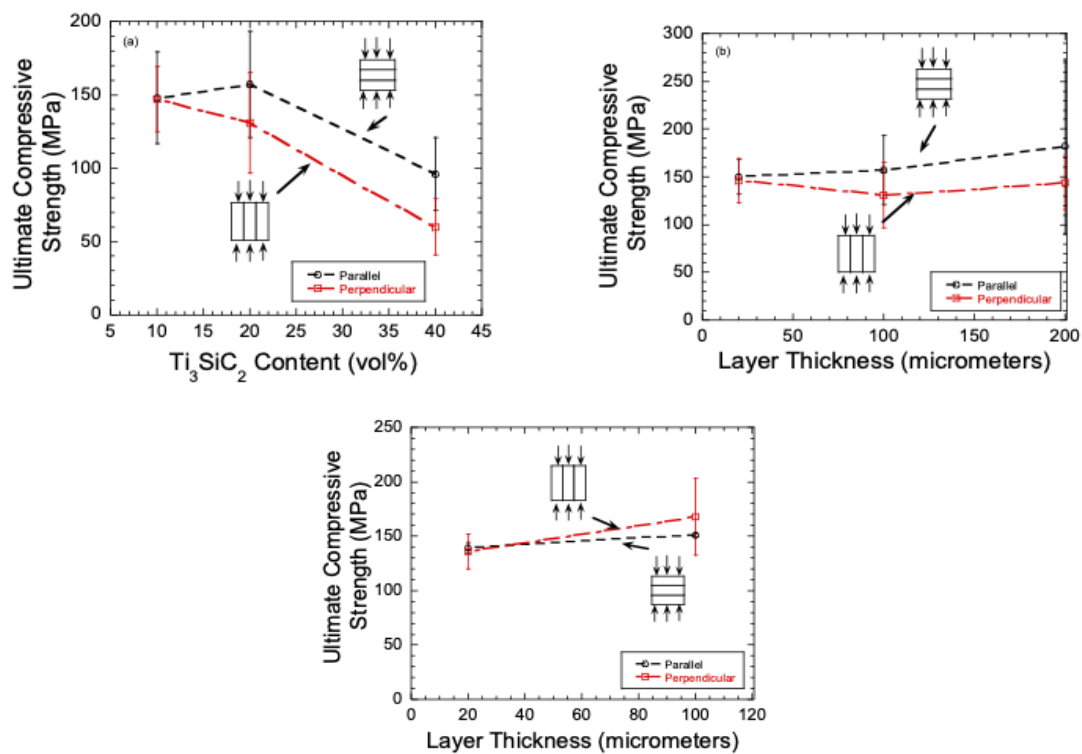 (a)
Ultimate Compressive
Strength (MPa)
200
150
100
50
0
5 10 15 20 25 30 35 40 45
Ti3SiC2 Content (vol%)
Parallel
Perpendicular
(b)
Ultimate Compressive
Strength (MPa)
300
250
200
150
100
50
0
0 50 100 150 200
Layer Thickness (micrometers)
Parallel
Perpendicular
Ultimate Compressive
Strength (MPa)
250
200
150
100
50
0
0 20 40 60 80 100 120
Layer Thickness (micrometers)
Parallel
Perpendicular